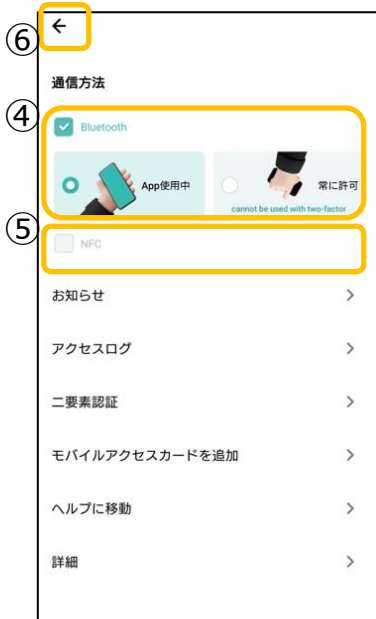 ⑥
←
通信方法
④
Bluetooth
App使用中
常に許可
cannot be used with two-factor
⑤
NFC
お知らせ
アクセスログ
二要素認証
モバイルアクセスカードを追加
ヘルプに移動
詳細